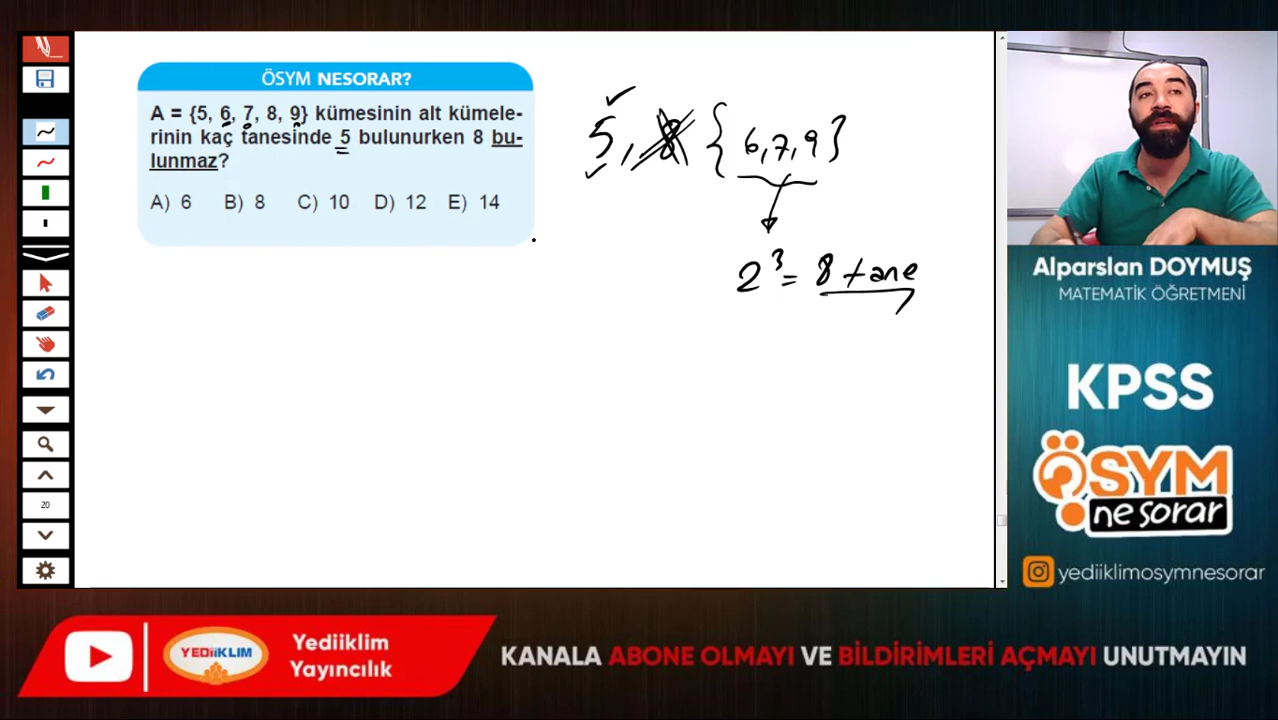 ÖSYM NESORAR?
A = {5, 6, 7, 8, 9} kümesinin alt kümele-
rinin kaç tanesinde 5 bulunurken 8 bu-
lunmaz?
A) 6 B) 8 C) 10 D) 12 E) 14
5, 8 {6,7,9}
2³ = 8 tane
20
Alparslan DOYMUŞ
MATEMATİK ÖĞRETMENİ
KPSS
ÖSYM
ne sorar
yediiklimosymnesorar
YEDiiKLIM
Yediiklim
Yayıncılık
KANALA ABONE OLMAYI VE BİLDİRİMLERİ AÇMAYI UNUTMAYIN